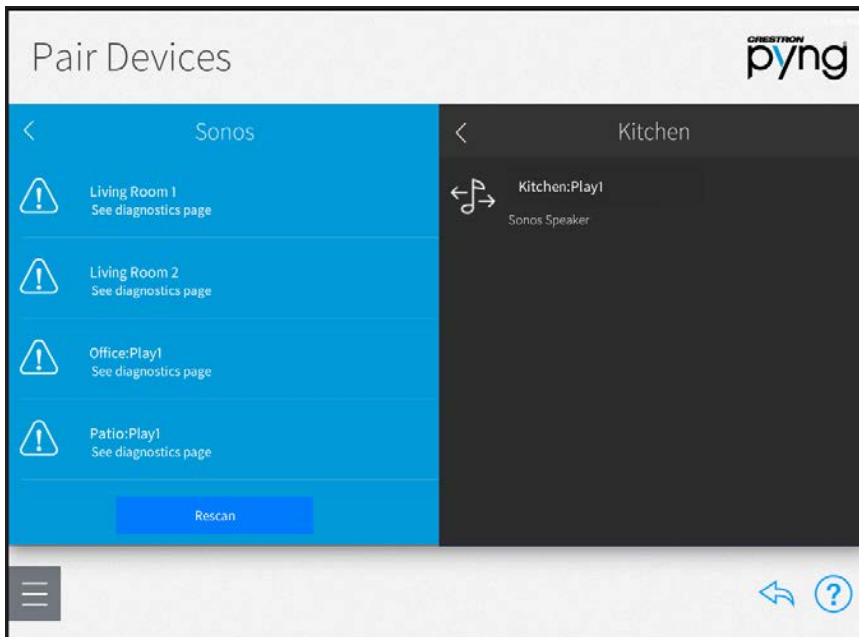 Pair Devices
CRESTRON
pyng
Sonos
Living Room 1
See diagnostics page
Living Room 2
See diagnostics page
Office:Play1
See diagnostics page
Patio:Play1
See diagnostics page
Rescan
Kitchen
Kitchen:Play1
Sonos Speaker
?